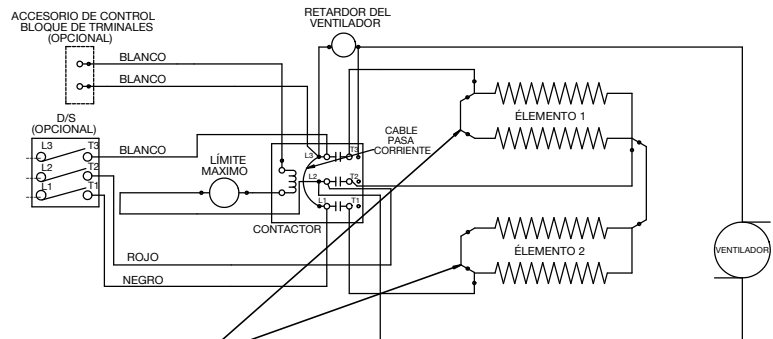 ACCESORIO DE CONTROL
BLOQUE DE TRMINALES
(OPCIONAL)
RETARDOR DEL
VENTILADOR
BLANCO
BLANCO
D/S
(OPCIONAL)
L3 T3
L2 T2
L1 T1
BLANCO
LÍMITE
MAXIMO
L3 T3
L2 T2
L1 T1
CABLE
PASA
CORRIENTE
CONTACTOR
ÉLEMENTO 1
ÉLEMENTO 2
VENTILADOR
ROJO
NEGRO